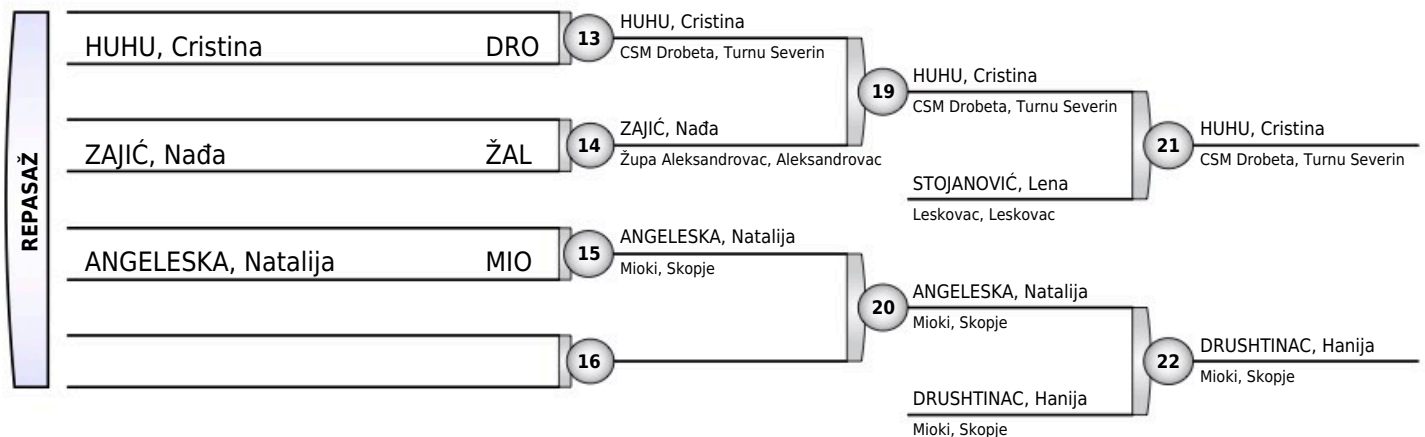 REPASAŽ
HUHU, Cristina DRO
13
HUHU, Cristina
CSM Drobeta, Turnu Severin
ZAJIĆ, Nađa ŽAL
14
ZAJIĆ, Nađa
Župa Aleksandrovac, Aleksandrovac
19
HUHU, Cristina
CSM Drobeta, Turnu Severin
STOJANOVIĆ, Lena
Leskovac, Leskovac
21
HUHU, Cristina
CSM Drobeta, Turnu Severin
ANGELESKA, Natalija MIO
15
ANGELESKA, Natalija
Mioki, Skopje
16
20
ANGELESKA, Natalija
Mioki, Skopje
DRUSHTINAC, Hanija
Mioki, Skopje
22
DRUSHTINAC, Hanija
Mioki, Skopje